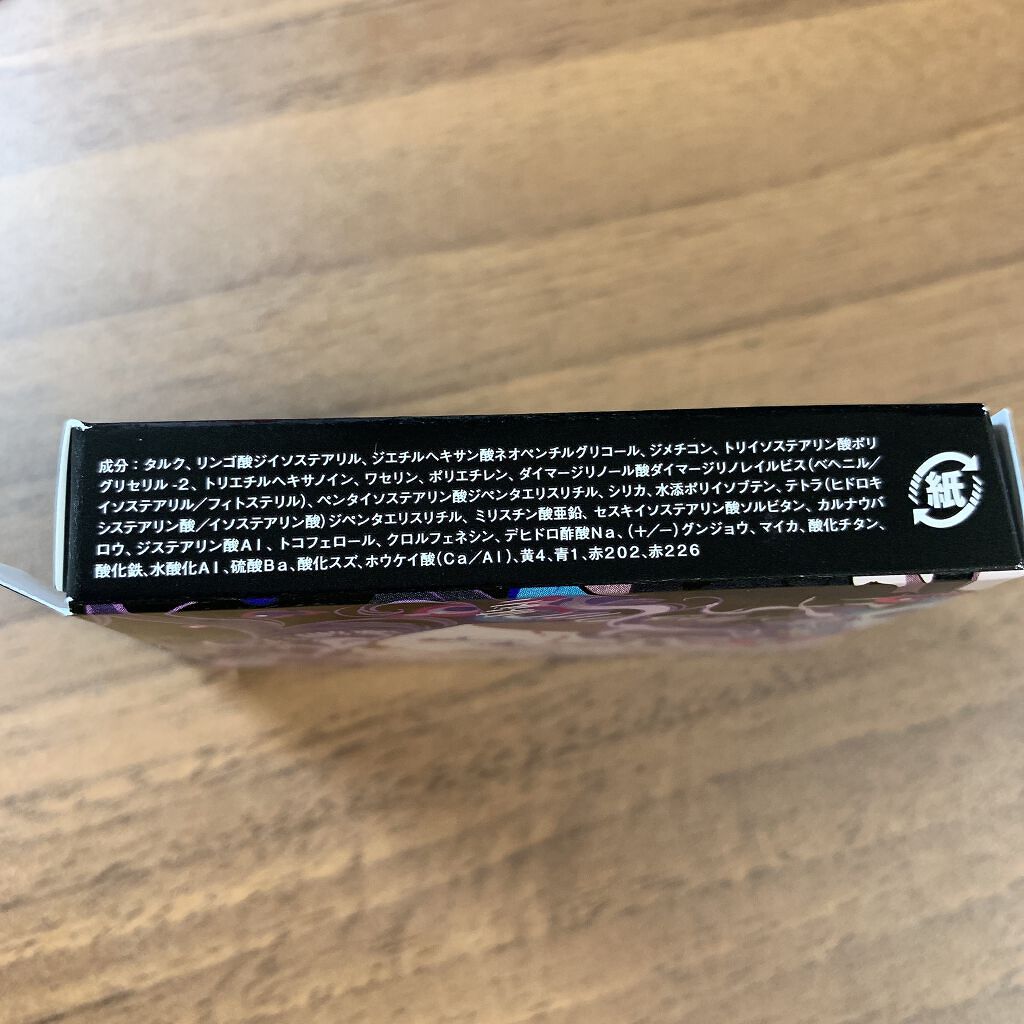 成分：タルク、リンゴ酸ジイソステアリル、ジエチルヘキサン酸ネオペンチルグリコール、ジメチコン、トリイソステアリン酸ポリ
グリセリル-2、トリエチルヘキサノイン、ワセリン、ポリエチレン、ダイマージリノール酸ダイマージリノレイルビス(ベヘニル／
イソステアリル／フィトステリル)、ペンタイソステアリン酸ジペンタエリスリチル、シリカ、水添ポリイソブテン、テトラ(ヒドロキ
システアリン酸／イソステアリン酸)ジペンタエリスリチル、ミリスチン酸亜鉛、セスキイソステアリン酸ソルビタン、カルナウバ
ロウ、ジステアリン酸Al、トコフェロール、クロルフェネシン、デヒドロ酢酸Na、(+/−)グンジョウ、マイカ、酸化チタン、
酸化鉄、水酸化Al、硫酸Ba、酸化スズ、ホウケイ酸(Ca／Al)、黄4、青1、赤202、赤226
紙